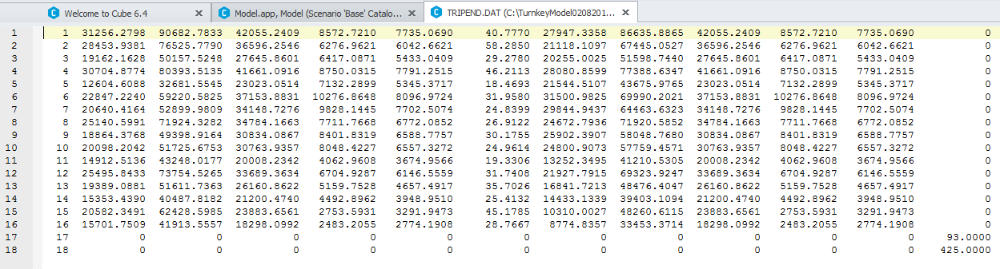 Welcome to Cube 6.4 Model.app, Model (Scenario 'Base' Catalo... TRIPEND.DAT (C:\TurnkeyModel0208201...
1 1 31256.2798 90682.7833 42055.2409 8572.7210 7735.0690 40.7770 27947.3358 86635.8865 42055.2409 8572.7210 7735.0690 0
2 2 28453.9381 76525.7790 36596.2546 6276.9621 6042.6621 58.2850 21118.1097 67445.0527 36596.2546 6276.9621 6042.6621 0
3 3 19162.1628 50157.5248 27645.8601 6417.0871 5433.0409 29.2780 20255.0025 51598.7440 27645.8601 6417.0871 5433.0409 0
4 4 30704.8774 80393.5135 41661.0916 8750.0315 7791.2515 46.2113 28080.8599 77388.6347 41661.0916 8750.0315 7791.2515 0
5 5 12604.6088 32681.5545 23023.0514 7132.2899 5345.3717 18.4693 21544.5107 43675.9765 23023.0514 7132.2899 5345.3717 0
6 6 22847.2240 59220.5825 37153.8831 10276.8648 8096.9724 31.9580 31500.9825 69990.2021 37153.8831 10276.8648 8096.9724 0
7 7 20640.4164 52899.9809 34148.7276 9828.1445 7702.5074 24.8399 29844.9437 64463.6323 34148.7276 9828.1445 7702.5074 0
8 8 25140.5991 71924.3282 34784.1663 7711.7668 6772.0852 26.9122 24672.7936 71920.5852 34784.1663 7711.7668 6772.0852 0
9 9 18864.3768 49398.9164 30834.0867 8401.8319 6588.7757 30.1755 25902.3907 58048.7680 30834.0867 8401.8319 6588.7757 0
10 10 20098.2042 51725.6753 30763.9357 8048.4227 6557.3272 24.9614 24800.9073 57759.4571 30763.9357 8048.4227 6557.3272 0
11 11 14912.5136 43248.0177 20008.2342 4062.9608 3674.9566 19.3306 13252.3495 41210.5305 20008.2342 4062.9608 3674.9566 0
12 12 25495.8433 73754.5265 33689.3634 6704.9287 6146.5559 31.7408 21927.7915 69323.9247 33689.3634 6704.9287 6146.5559 0
13 13 19389.0881 51611.7363 26160.8622 5159.7528 4657.4917 35.7026 16841.7213 48476.4047 26160.8622 5159.7528 4657.4917 0
14 14 15353.4390 40487.8182 21200.4740 4492.8962 3948.9510 25.4132 14433.1339 39403.1094 21200.4740 4492.8962 3948.9510 0
15 15 20582.3491 62428.5985 23883.6561 2753.5931 3291.9473 45.1785 10310.0027 48260.6115 23883.6561 2753.5931 3291.9473 0
16 16 15701.7509 41913.5557 18298.0992 2483.2055 2774.1908 28.7667 8774.8357 33453.3714 18298.0992 2483.2055 2774.1908 0
17 17 0 0 0 0 0 0 0 0 0 0 0 93.0000
18 18 0 0 0 0 0 0 0 0 0 0 0 425.0000